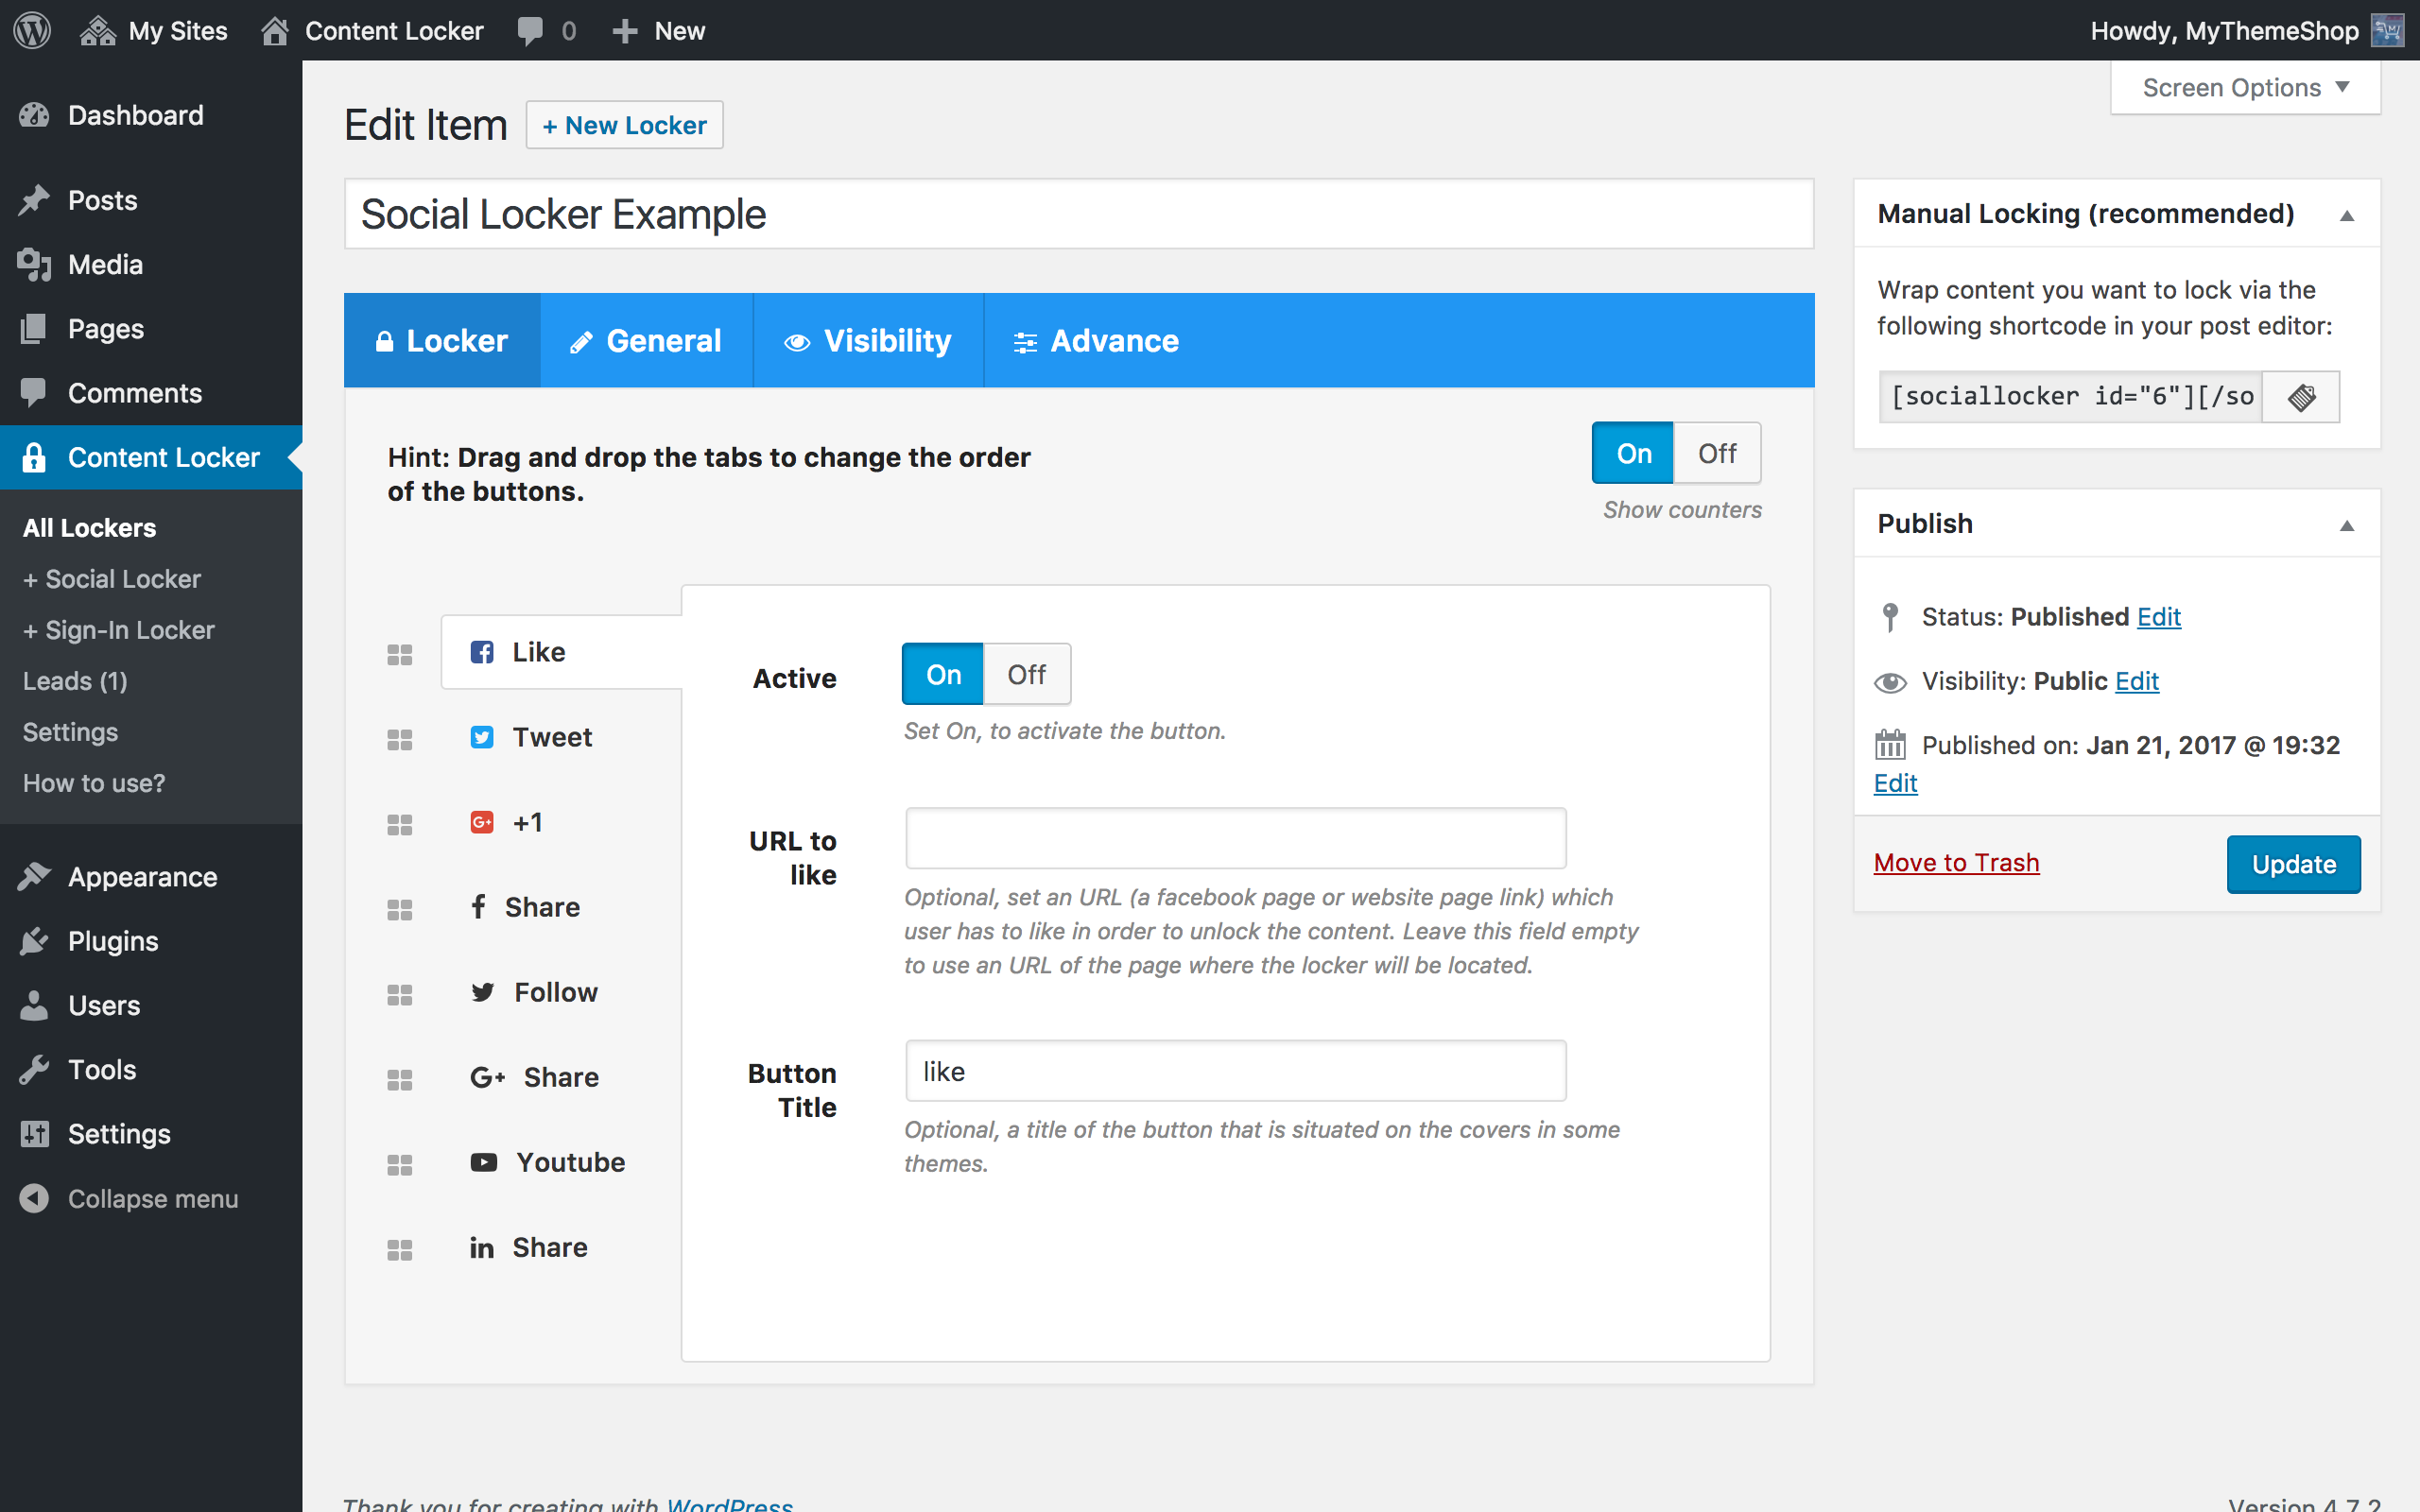 My Sites
Content Locker
0
New
Howdy, MyThemeShop
Screen Options
Dashboard
Posts
Media
Pages
Comments
Content Locker
All Lockers
+ Social Locker
+ Sign-In Locker
Leads (1)
Settings
How to use?
Appearance
Plugins
Users
Tools
Settings
Collapse menu
Edit Item
+ New Locker
Social Locker Example
Locker
General
Visibility
Advance
Hint: Drag and drop the tabs to change the order
of the buttons.
On
Off
Show counters
Like
Tweet
+1
Share
Follow
G+ Share
Youtube
in Share
Active
On
Off
Set On, to activate the button.
URL to
like
Optional, set an URL (a facebook page or website page link) which
user has to like in order to unlock the content. Leave this field empty
to use an URL of the page where the locker will be located.
Button
Title
like
Optional, a title of the button that is situated on the covers in some
themes.
Manual Locking (recommended)
Wrap content you want to lock via the
following shortcode in your post editor:
[sociallocker id="6"][/so
Publish
Status: Published Edit
Visibility: Public Edit
Published on: Jan 21, 2017 @ 19:32
Edit
Move to Trash
Update
Thank you for creating with WordPress
Version 4.7.2